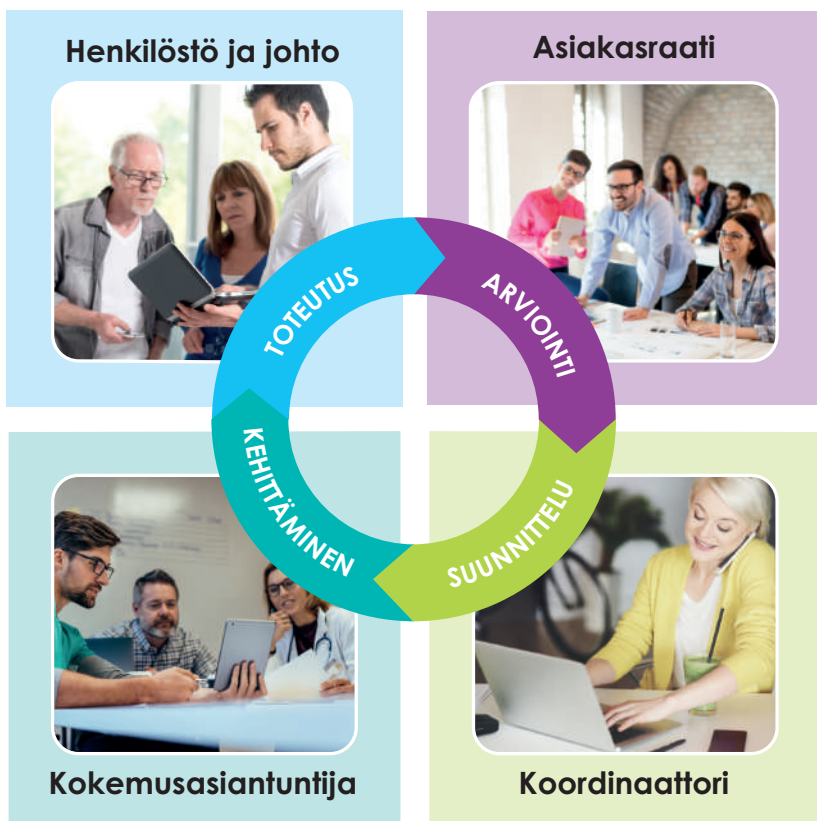 Henkilöstö ja johto
Asiakasraati
TOTEUTUS
ARVIOINTI
KEHITTÄMINEN
SUUNNITTELU
Kokemusasiantuntija
Koordinaattori